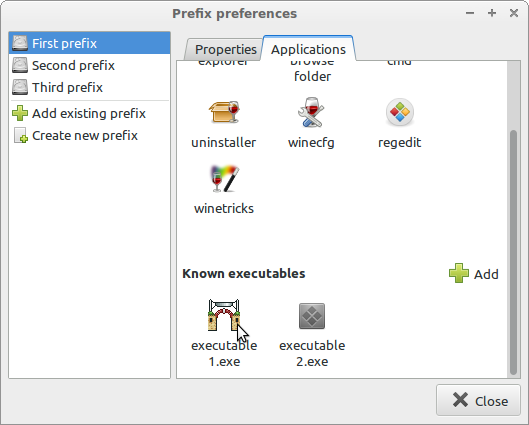 Prefix preferences
First prefix
Second prefix
Third prefix
Add existing prefix
Create new prefix
Properties
Applications
explorer
browse
folder
cmd
uninstaller
winecfg
regedit
winetricks
Known executables
Add
executable
1.exe
executable
2.exe
Close